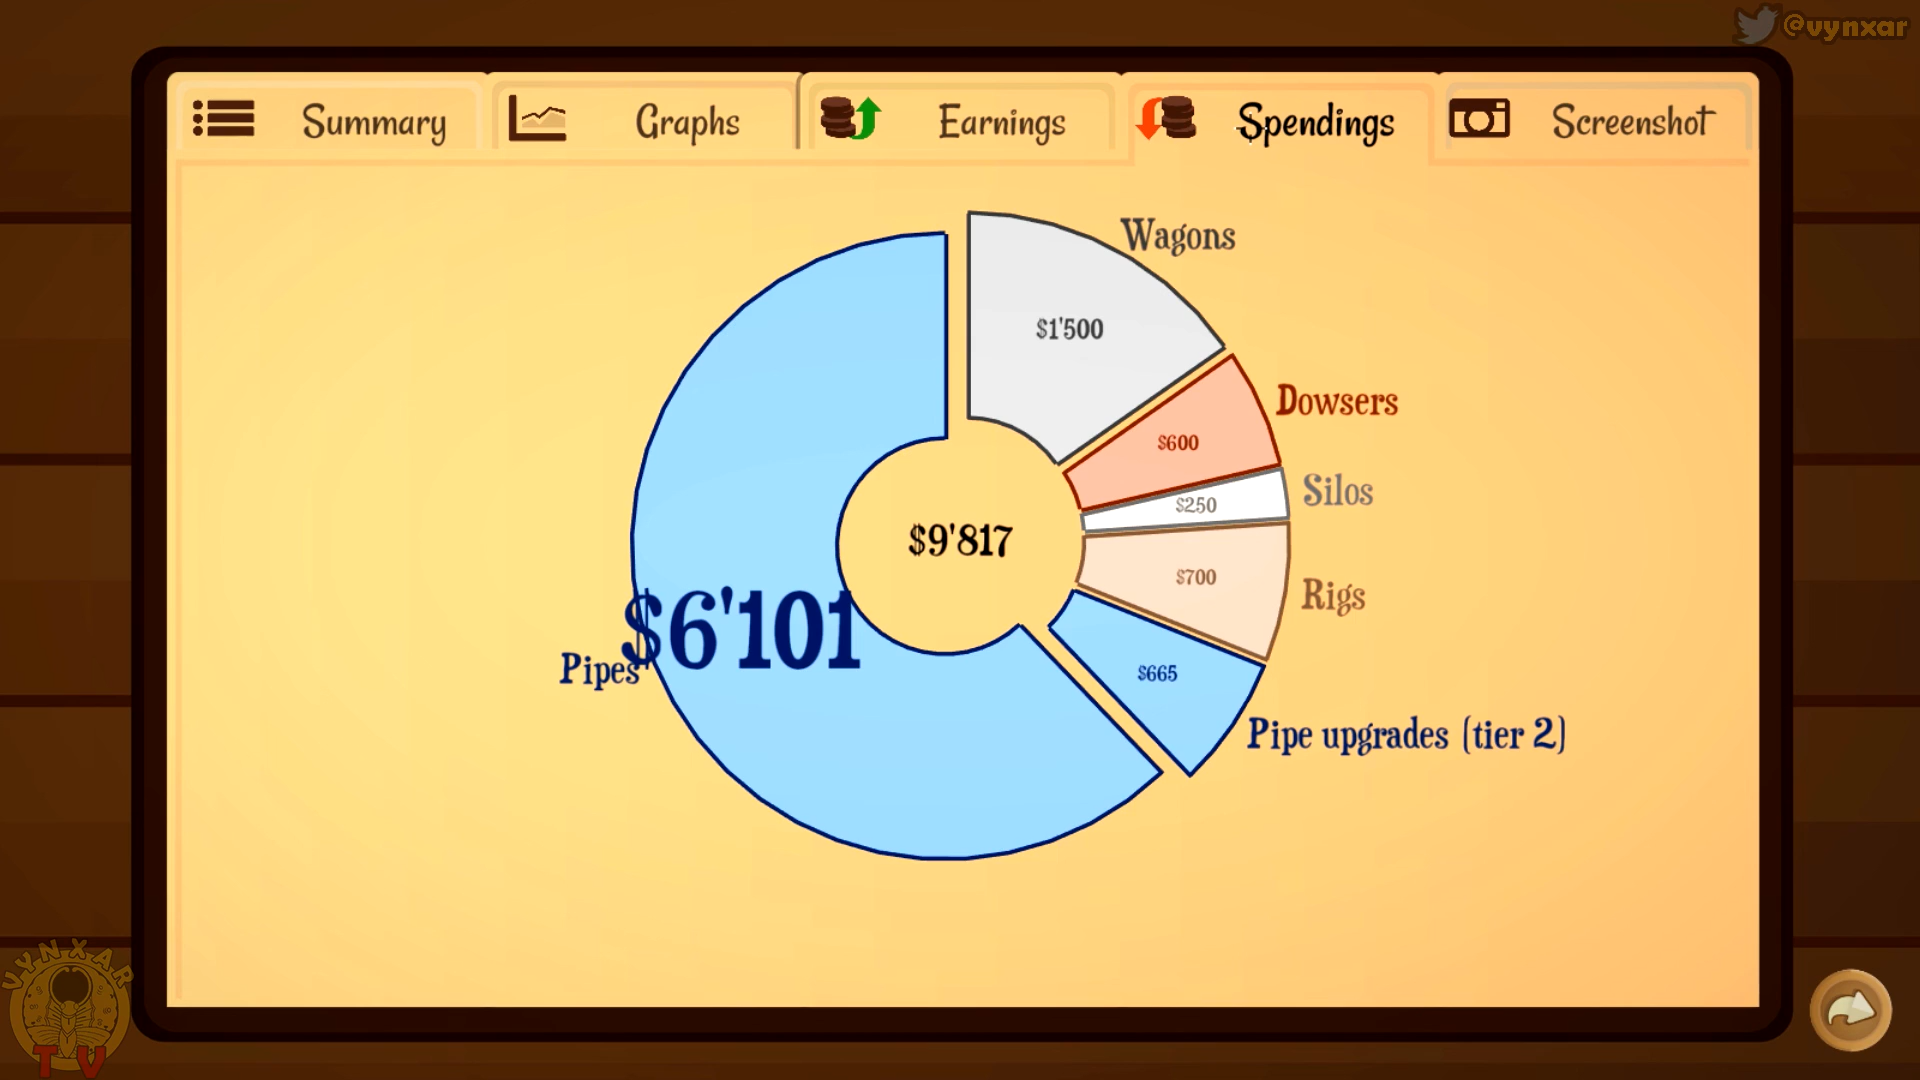 @vynxar
Summary
Graphs
Earnings
Spendings
Screenshot
Wagons
$1'500
Dowsers
$600
Silos
$250
$9'817
Rigs
$700
$6'101
Pipes
$665
Pipe upgrades (tier 2)
VYNXAR
TV